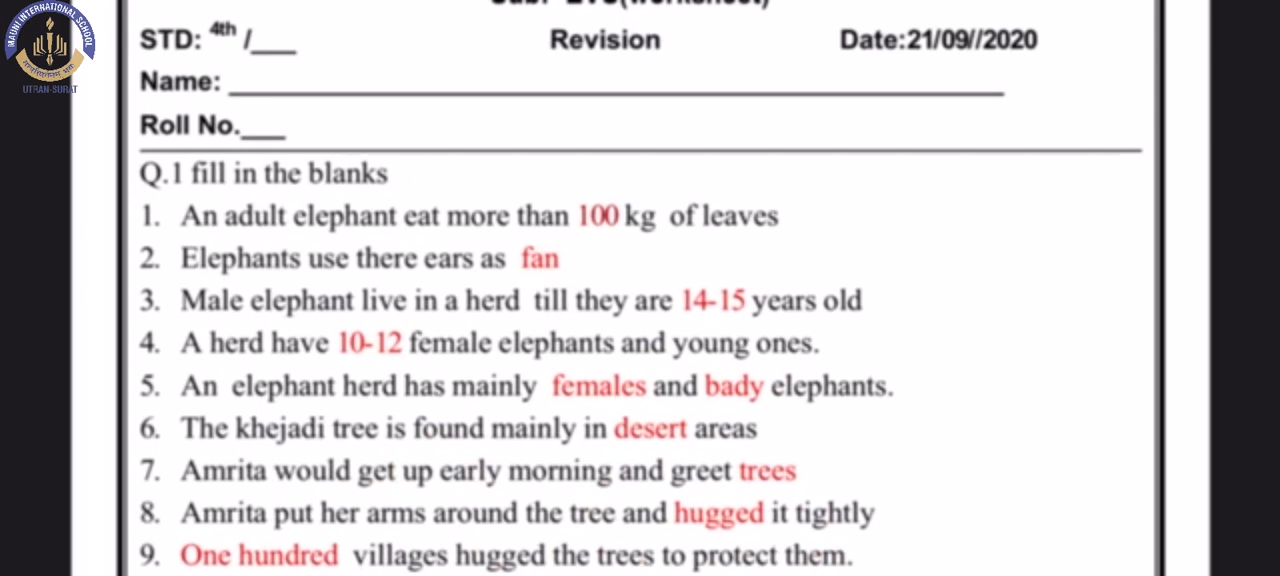 MAUNI INTERNATIONAL SCHOOL
UTRAN-SURAT
STD: 4th /___ Revision Date:21/09//2020
Name: ______________________
Roll No.___
Q.1 fill in the blanks
1. An adult elephant eat more than 100 kg of leaves
2. Elephants use there ears as fan
3. Male elephant live in a herd till they are 14-15 years old
4. A herd have 10-12 female elephants and young ones.
5. An elephant herd has mainly females and bady elephants.
6. The khejadi tree is found mainly in desert areas
7. Amrita would get up early morning and greet trees
8. Amrita put her arms around the tree and hugged it tightly
9. One hundred villages hugged the trees to protect them.